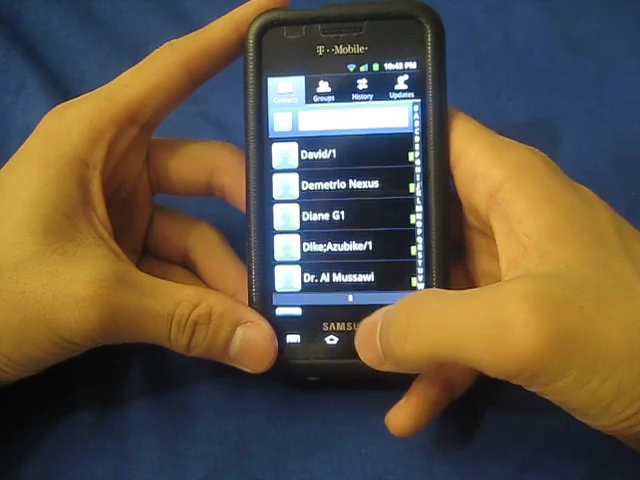 T··Mobile·
10:42 PM
Contacts Groups History Updates
David/1
Demetrio Nexus
Diane G1
Dike;Azubike/1
Dr. Al Mussawi
E
SAMSU